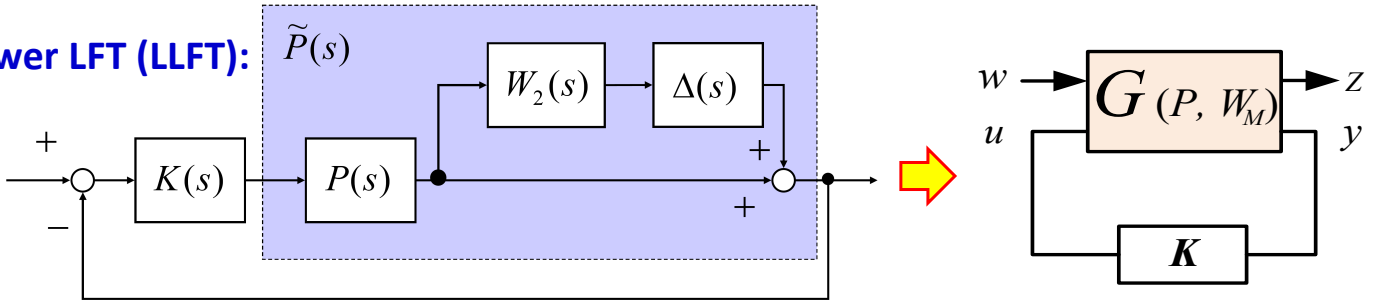 wer LFT (LLFT):
P̃(s)
W₂(s)
Δ(s)
+
K(s)
P(s)
+
+
−
w
G (P, W_M)
z
u
y
K